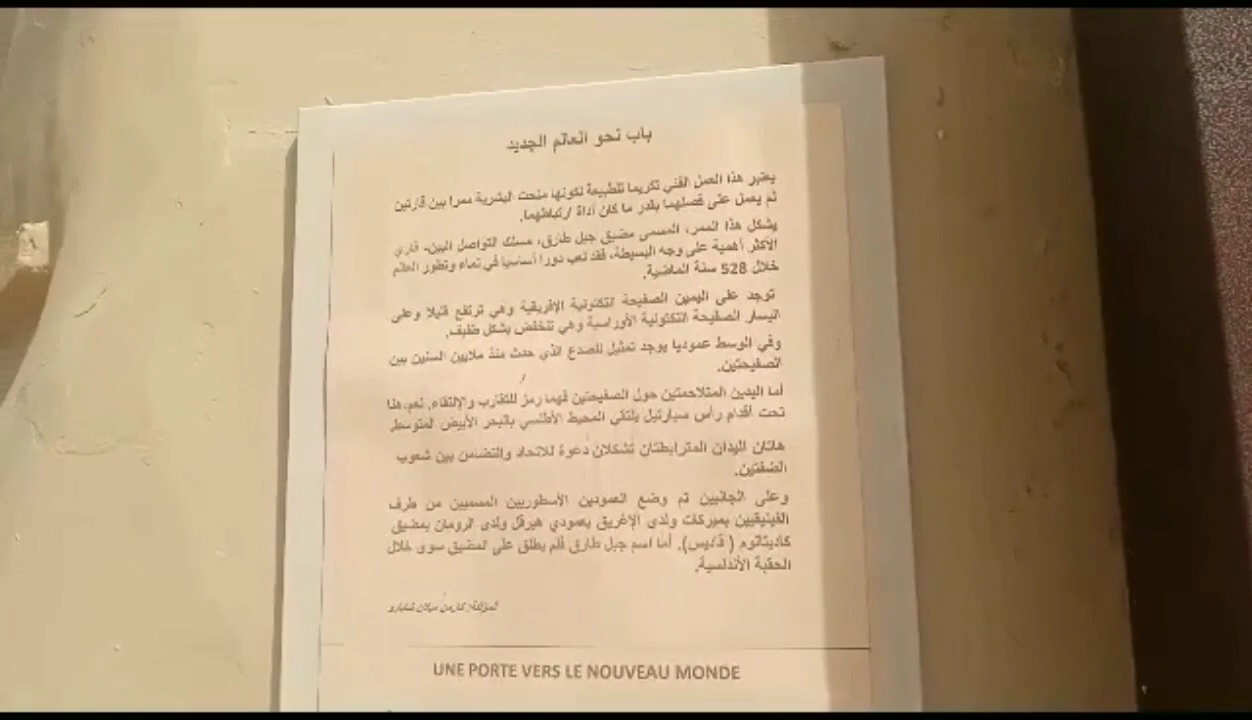 باب نحو العالم الجديد
يعتبر هذا العمل الفني تكريما للطبيعة لكونها منحت البشرية ممرا بين قارتين
لم يعمل على فصلهما بقدر ما كان أداة ارتباطهما.
يشكل هذا الممر، المسمى مضيق جبل طارق، مسلك التواصل البين- قاري
الأكثر أهمية على وجه البسيطة، فقد لعب دورا أساسيا في نماء وتطور العالم
خلال 528 سنة الماضية.
توجد على اليمين الصفيحة التكتونية الإفريقية وهي ترتفع قليلا وعلى
اليسار الصفيحة التكتونية الأوراسية وهي تنخفض بشكل طفيف.
وفي الوسط عموديا يوجد تمثيل للصدع الذي حدث منذ ملايين السنين بين
الصفيحتين.
أما اليدين المتلاحمتين حول الصفيحتين فهما رمز للتقارب والإلتقاء. نعم، هنا
تحت أقدام رأس سبارتيل يلتقي المحيط الأطلسي بالبحر الأبيض المتوسط.
هاتان اليدان المترابطتان تشكلان دعوة للاتحاد والتضامن بين شعوب
الضفتين.
وعلى الجانبين تم وضع العمودين الأسطوريين المسميين من طرف
الفينيقيين بميركات ولدى الإغريق بعمودي هيرقل ولدى الرومان بمضيق
كاديتانوم ( قاديس). أما اسم جبل طارق فلم يطلق على المضيق سوى خلال
الحقبة الأندلسية.
المؤلفة: كارمن ميلان
UNE PORTE VERS LE NOUVEAU MONDE